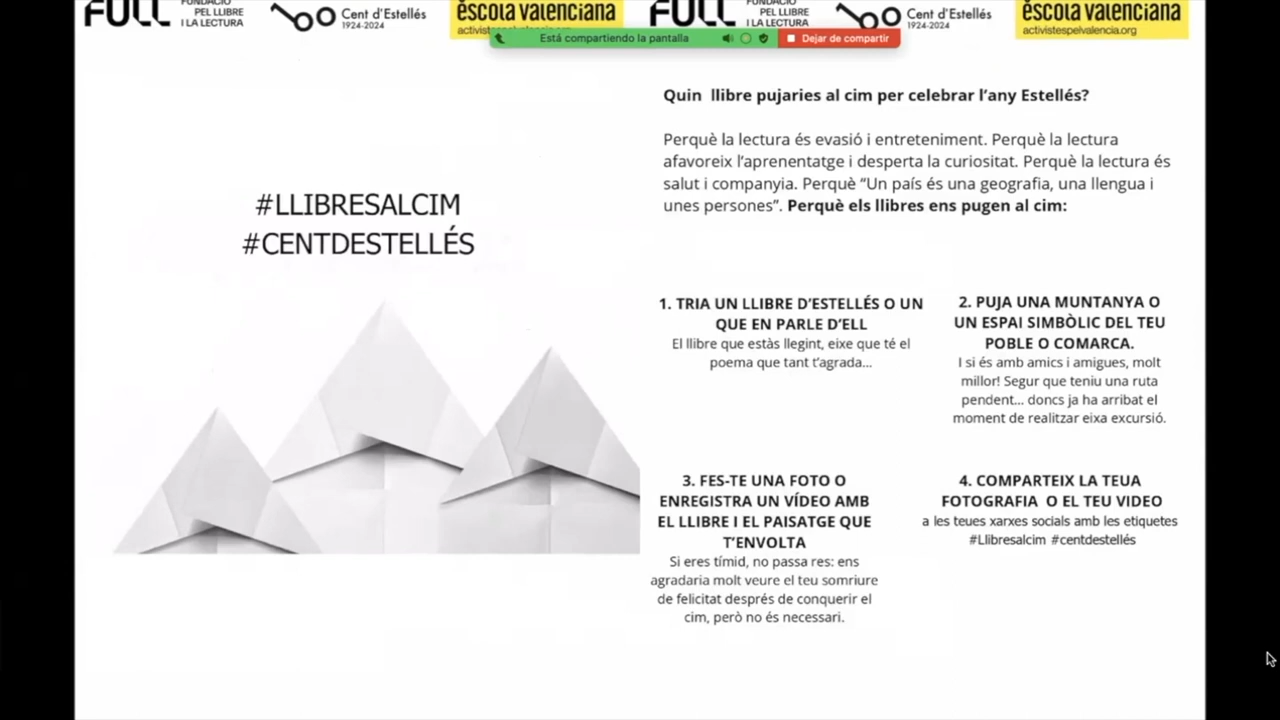 FULL
FUNDACIÓ
PEL LLIBRE
I LA LECTURA
Cent d'Estellés
1924-2024
escola valenciana
FULL
FUNDACIÓ
PEL LLIBRE
I LA LECTURA
Cent d'Estellés
1924-2024
escola valenciana
activistespelvalencia.org
Está compartiendo la pantalla
Dejar de compartir
#LLIBRESALCIM
#CENTDESTELLÉS
Quin llibre pujaries al cim per celebrar l'any Estellés?
Perquè la lectura és evasió i entreteniment. Perquè la lectura
afavoreix l'aprenentatge i desperta la curiositat. Perquè la lectura és
salut i companyia. Perquè “Un país és una geografia, una llengua i
unes persones”. Perquè els llibres ens pugen al cim:
1. TRIA UN LLIBRE D'ESTELLÉS O UN
QUE EN PARLE D'ELL
El llibre que estàs llegint, eixe que té el
poema que tant t'agrada...
2. PUJA UNA MUNTANYA O
UN ESPAI SIMBÒLIC DEL TEU
POBLE O COMARCA.
I si és amb amics i amigues, molt
millor! Segur que teniu una ruta
pendent... doncs ja ha arribat el
moment de realitzar eixa excursió.
3. FES-TE UNA FOTO O
ENREGISTRA UN VÍDEO AMB
EL LLIBRE I EL PAISATGE QUE
T'ENVOLTA
Si eres tímid, no passa res: ens
agradaria molt veure el teu somriure
de felicitat després de conquerir el
cim, però no és necessari.
4. COMPARTEIX LA TEUA
FOTOGRAFIA O EL TEU VIDEO
a les teues xarxes socials amb les etiquetes
#Llibresalcim #centdestellés